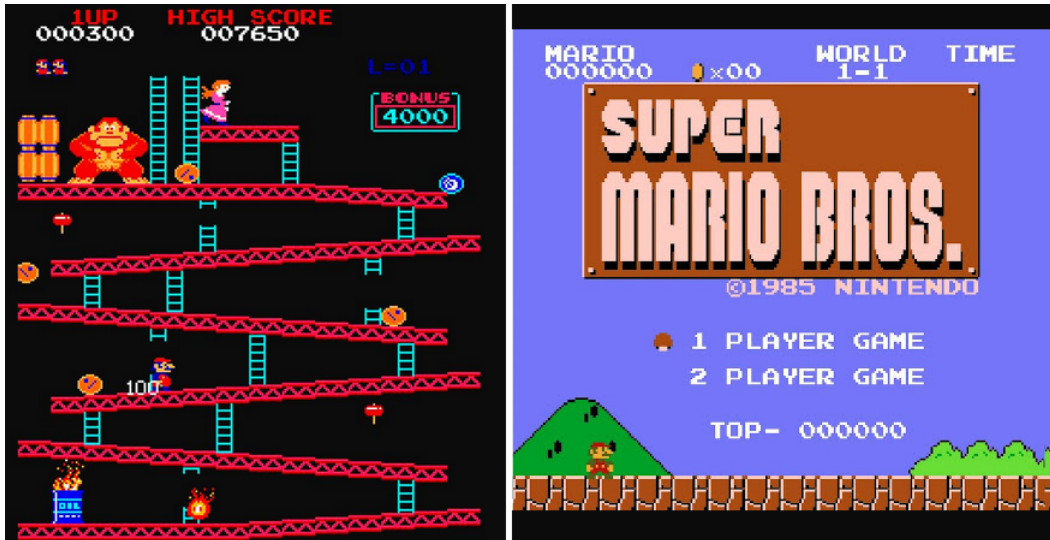 1UP HIGH SCORE
000300 007650
L=01
BONUS
4000
100
OIL
MARIO WORLD TIME
000000 ×00 1-1
SUPER
MARIO BROS.
©1985 NINTENDO
1 PLAYER GAME
2 PLAYER GAME
TOP- 000000